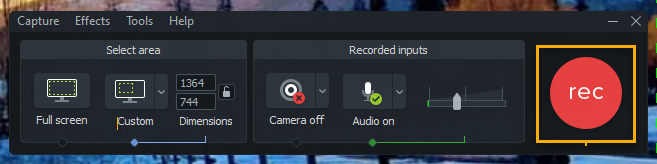 Capture Effects Tools Help
Select area
Recorded inputs
1364
744
Full screen
Custom
Dimensions
Camera off
Audio on
rec